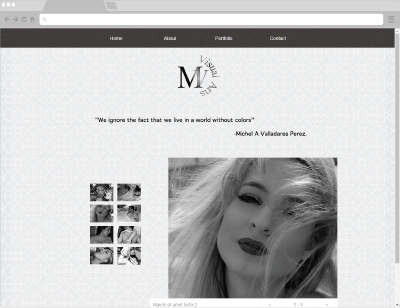 Home About Portfolio Contact
MV Visual Arts
"We ignore the fact that we live in a world without colors"
-Michel A Valladares Perez.